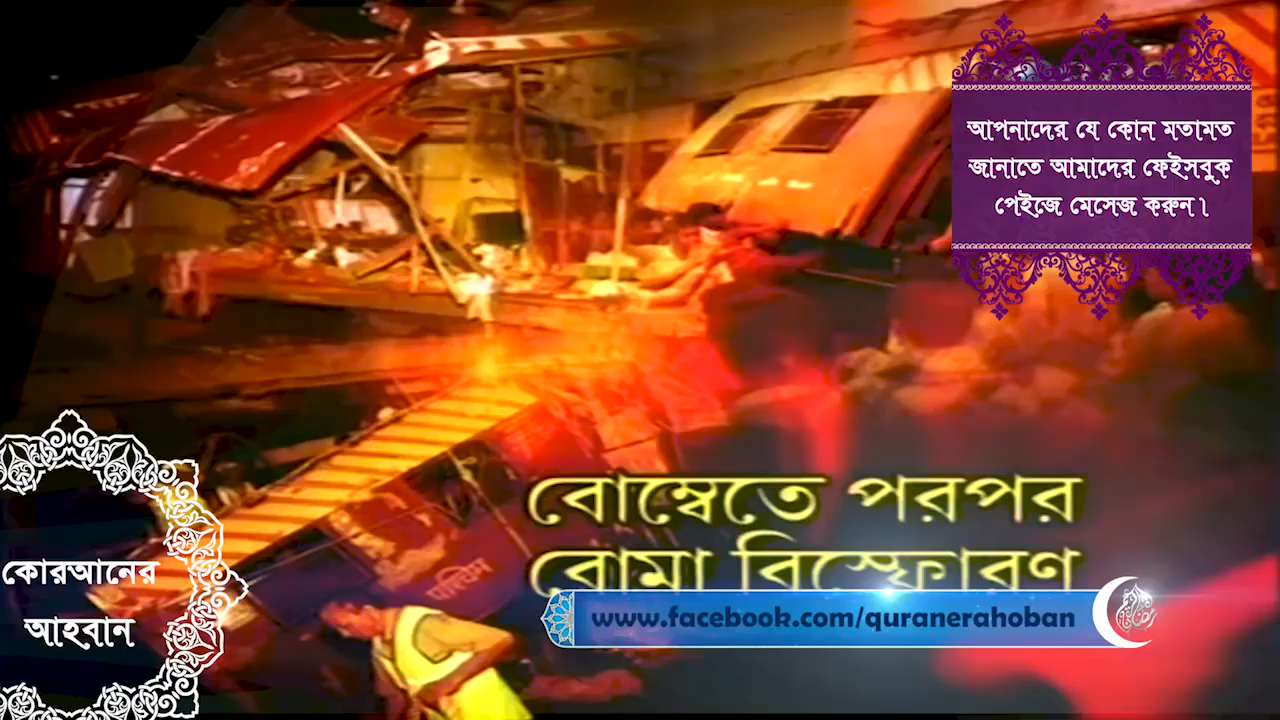 আপনাদের যে কোন মতামত
জানাতে আমাদের ফেইসবুক
পেইজে মেসেজ করুন।
বোম্বেতে পরপর
বোমা বিস্ফোরণ
www.facebook.com/quranerahoban
কোরআনের
আহবান